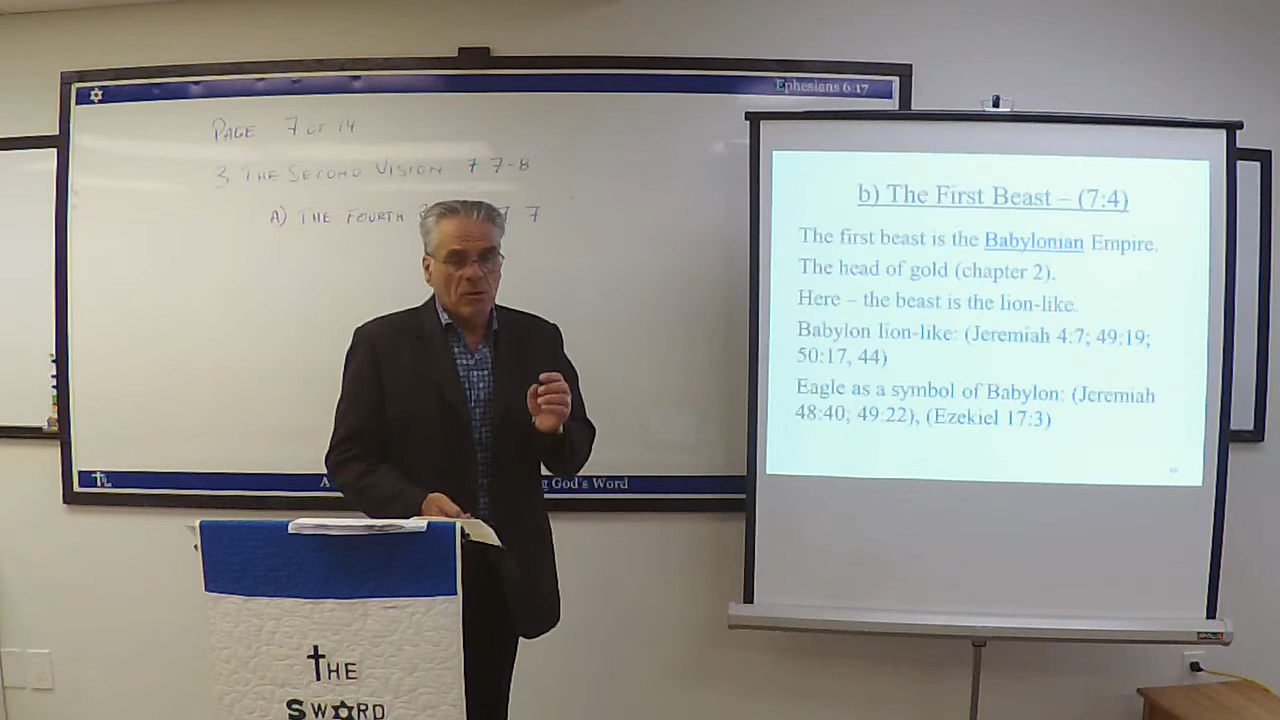 Ephesians 6:17
PAGE 7 OF 14
3 THE SECOND VISION 7 7-8
A) THE FOURTH 7 7
God's Word
b) The First Beast – (7:4)
The first beast is the Babylonian Empire.
The head of gold (chapter 2).
Here – the beast is the lion-like.
Babylon lion-like: (Jeremiah 4:7; 49:19;
50:17, 44)
Eagle as a symbol of Babylon: (Jeremiah
48:40; 49:22), (Ezekiel 17:3)
THE
SWORD